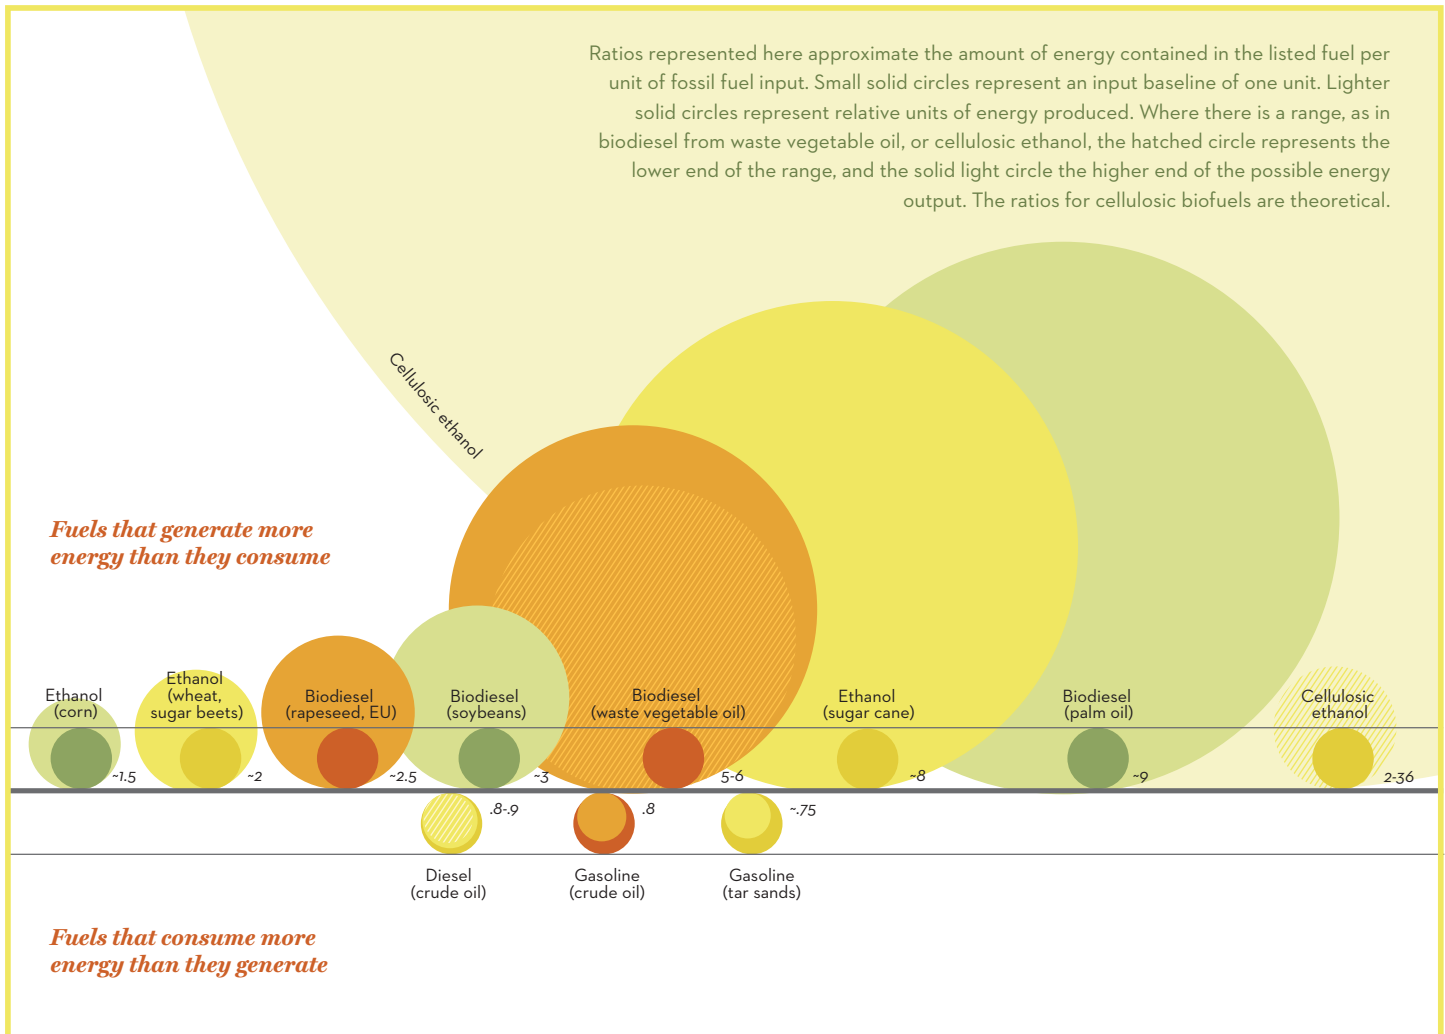 Ratios represented here approximate the amount of energy contained in the listed fuel per
unit of fossil fuel input. Small solid circles represent an input baseline of one unit. Lighter
solid circles represent relative units of energy produced. Where there is a range, as in
biodiesel from waste vegetable oil, or cellulosic ethanol, the hatched circle represents the
lower end of the range, and the solid light circle the higher end of the possible energy
output. The ratios for cellulosic biofuels are theoretical.
Cellulosic ethanol
Fuels that generate more
energy than they consume
Ethanol
(corn)
~1.5
Ethanol
(wheat,
sugar beets)
~2
Biodiesel
(rapeseed, EU)
~2.5
Biodiesel
(soybeans)
~3
Biodiesel
(waste vegetable oil)
5-6
Ethanol
(sugar cane)
~8
Biodiesel
(palm oil)
~9
Cellulosic
ethanol
2-36
.8-.9
Diesel
(crude oil)
.8
Gasoline
(crude oil)
~.75
Gasoline
(tar sands)
Fuels that consume more
energy than they generate